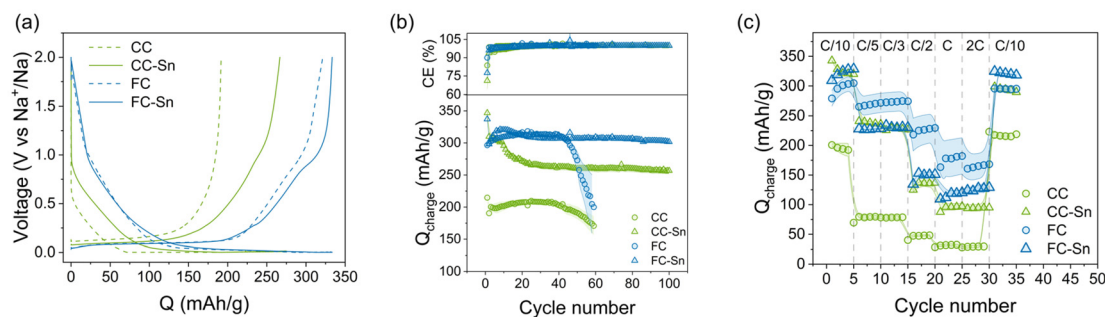 (a)
CC
CC-Sn
FC
FC-Sn
2.0
1.5
1.0
0.5
0.0
Voltage (V vs Na⁺/Na)
0 50 100 150 200 250 300 350
Q (mAh/g)
(b)
105
90
75
60
CE (%)
350
300
250
200
150
100
Q_charge (mAh/g)
CC
CC-Sn
FC
FC-Sn
0 20 40 60 80 100
Cycle number
(c)
C/10 C/5 C/3 C/2 C 2C C/10
350
300
250
200
150
100
50
0
Q_charge (mAh/g)
CC
CC-Sn
FC
FC-Sn
0 5 10 15 20 25 30 35 40 45 50
Cycle number